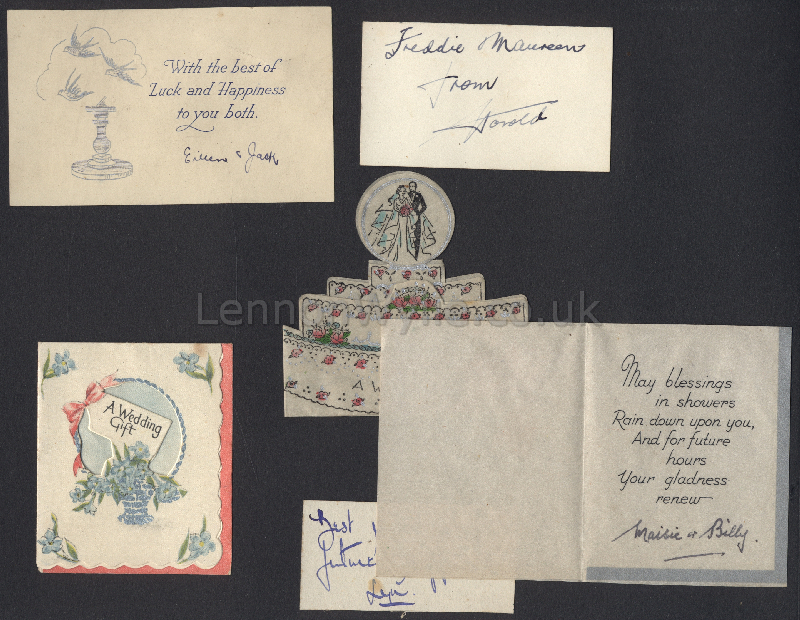 With the best of
Luck and Happiness
to you both.
Eileen & Jack
Freddie & Maureen
From
Harold
A W
A Wedding
Gift
May blessings
in showers
Rain down upon you,
And for future
hours
Your gladness
renew
Maisie & Billy.
Best
Future